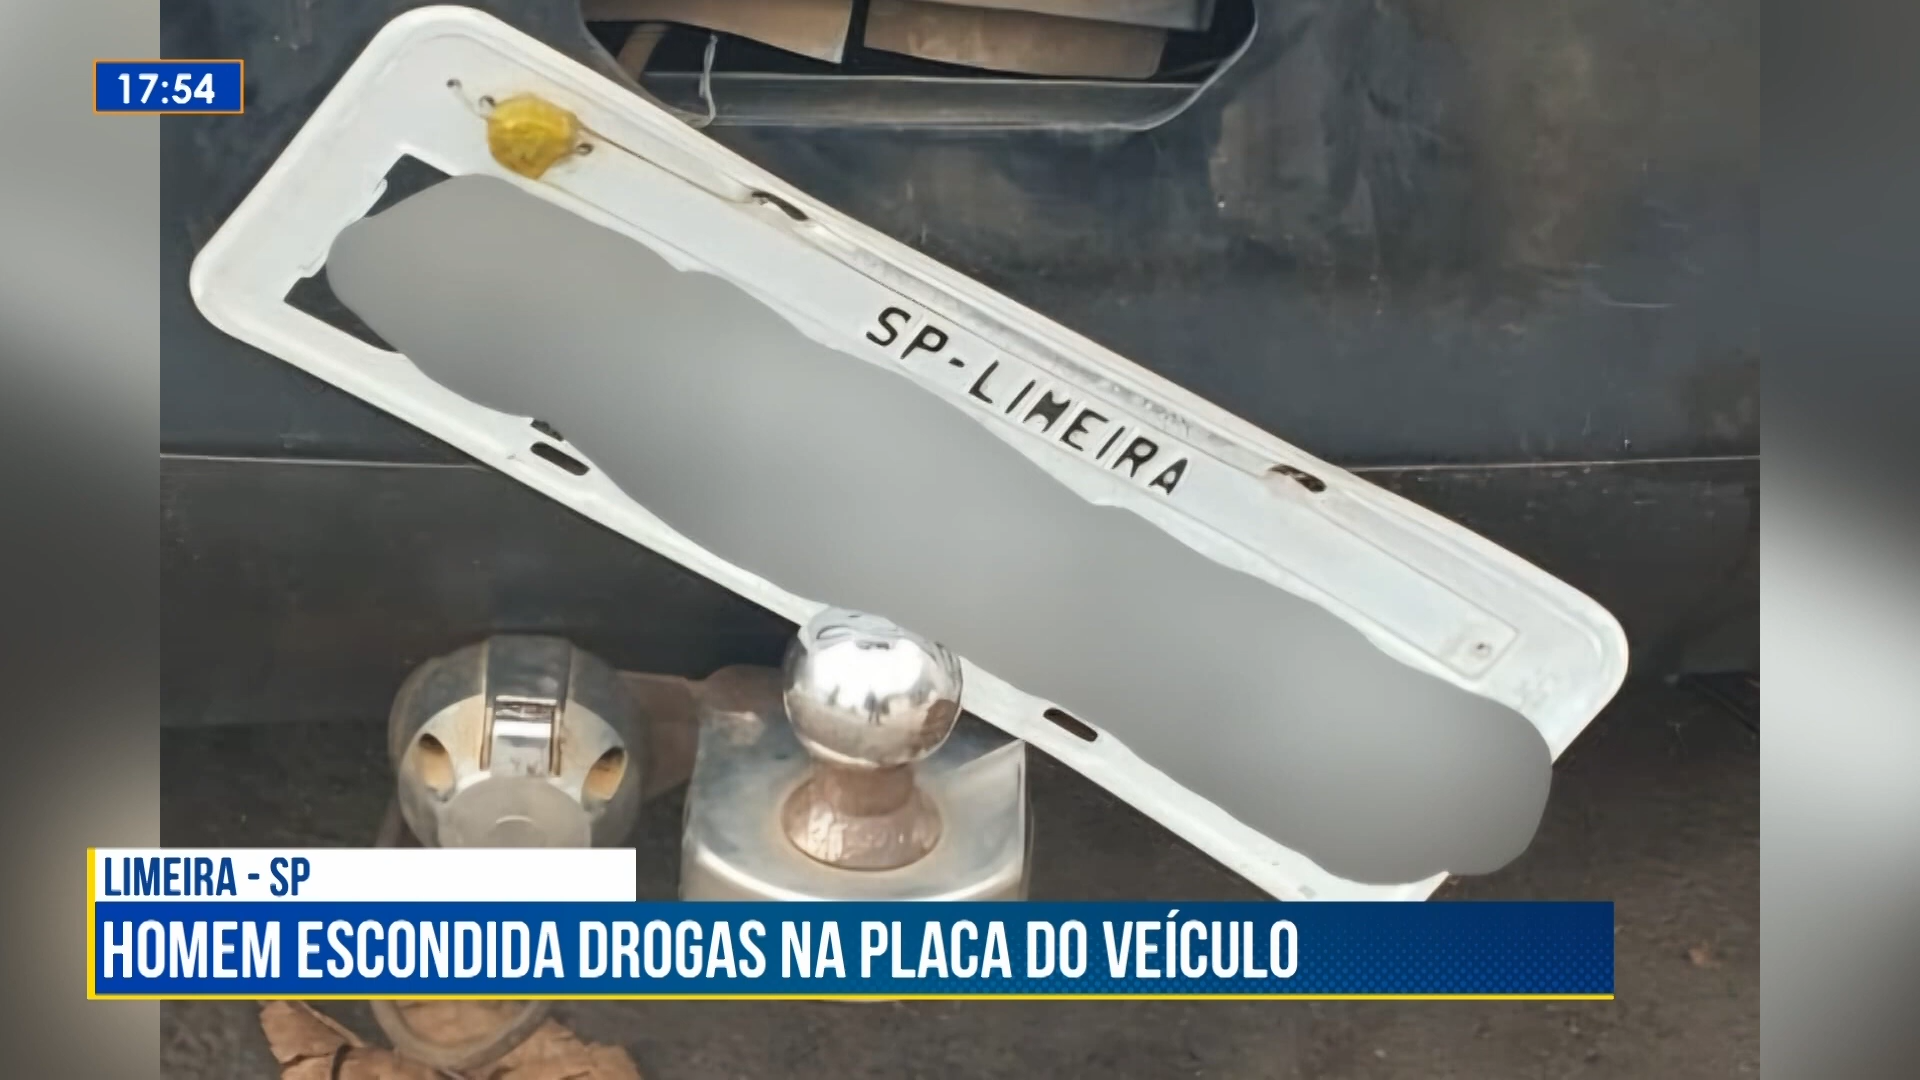 17:54
SP-LIMEIRA
LIMEIRA - SP
HOMEM ESCONDIDA DROGAS NA PLACA DO VEÍCULO